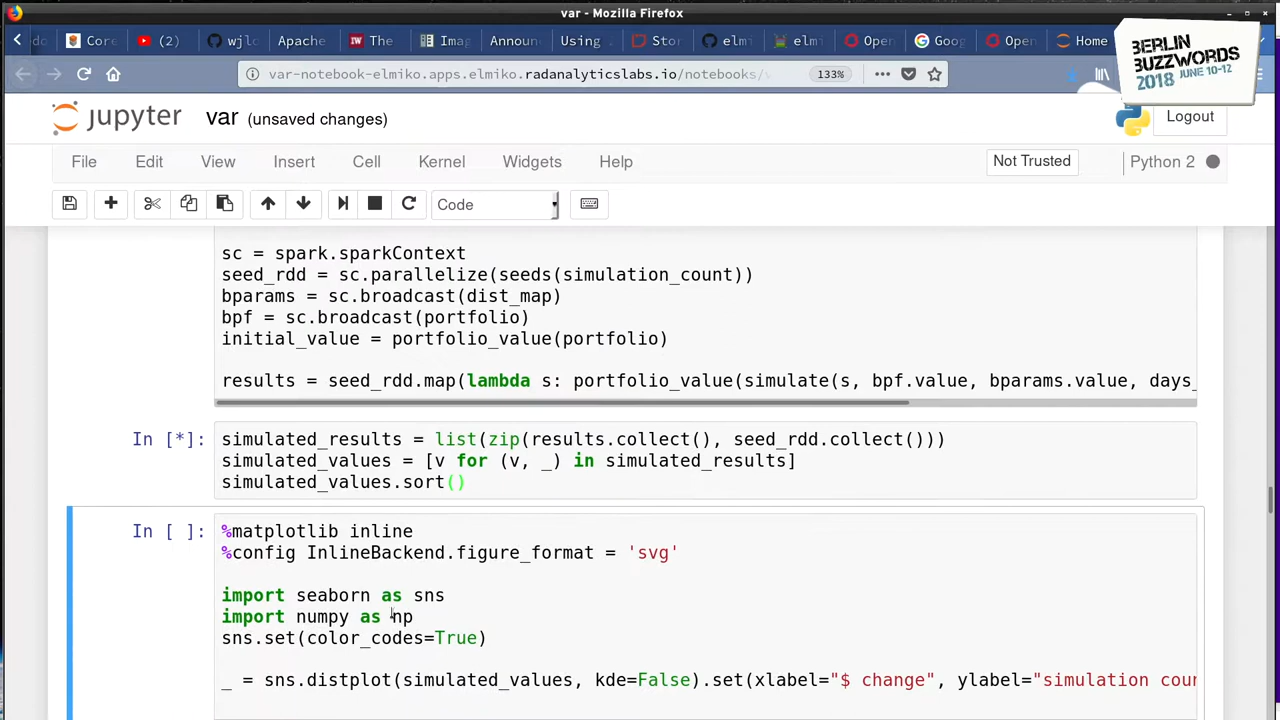 var - Mozilla Firefox
Core
(2)
wjlc
Apache
The
Imag
Announ
Using
Stor
elmi
elmi
Open
Goog
Open
Home
var-notebook-elmiko.apps.elmiko.radanalyticslabs.io/notebooks/v
133%
BERLIN
BUZZWORDS
2018 JUNE 10-12
jupyter
var (unsaved changes)
Logout
File Edit View Insert Cell Kernel Widgets Help
Not Trusted
Python 2
Code
sc = spark.sparkContext
seed_rdd = sc.parallelize(seeds(simulation_count))
bparams = sc.broadcast(dist_map)
bpf = sc.broadcast(portfolio)
initial_value = portfolio_value(portfolio)
results = seed_rdd.map(lambda s: portfolio_value(simulate(s, bpf.value, bparams.value, days_
In [*]: simulated_results = list(zip(results.collect(), seed_rdd.collect()))
simulated_values = [v for (v, _) in simulated_results]
simulated_values.sort()
In [ ]: %matplotlib inline
%config InlineBackend.figure_format = 'svg'
import seaborn as sns
import numpy as np
sns.set(color_codes=True)
_ = sns.distplot(simulated_values, kde=False).set(xlabel="$ change", ylabel="simulation coun